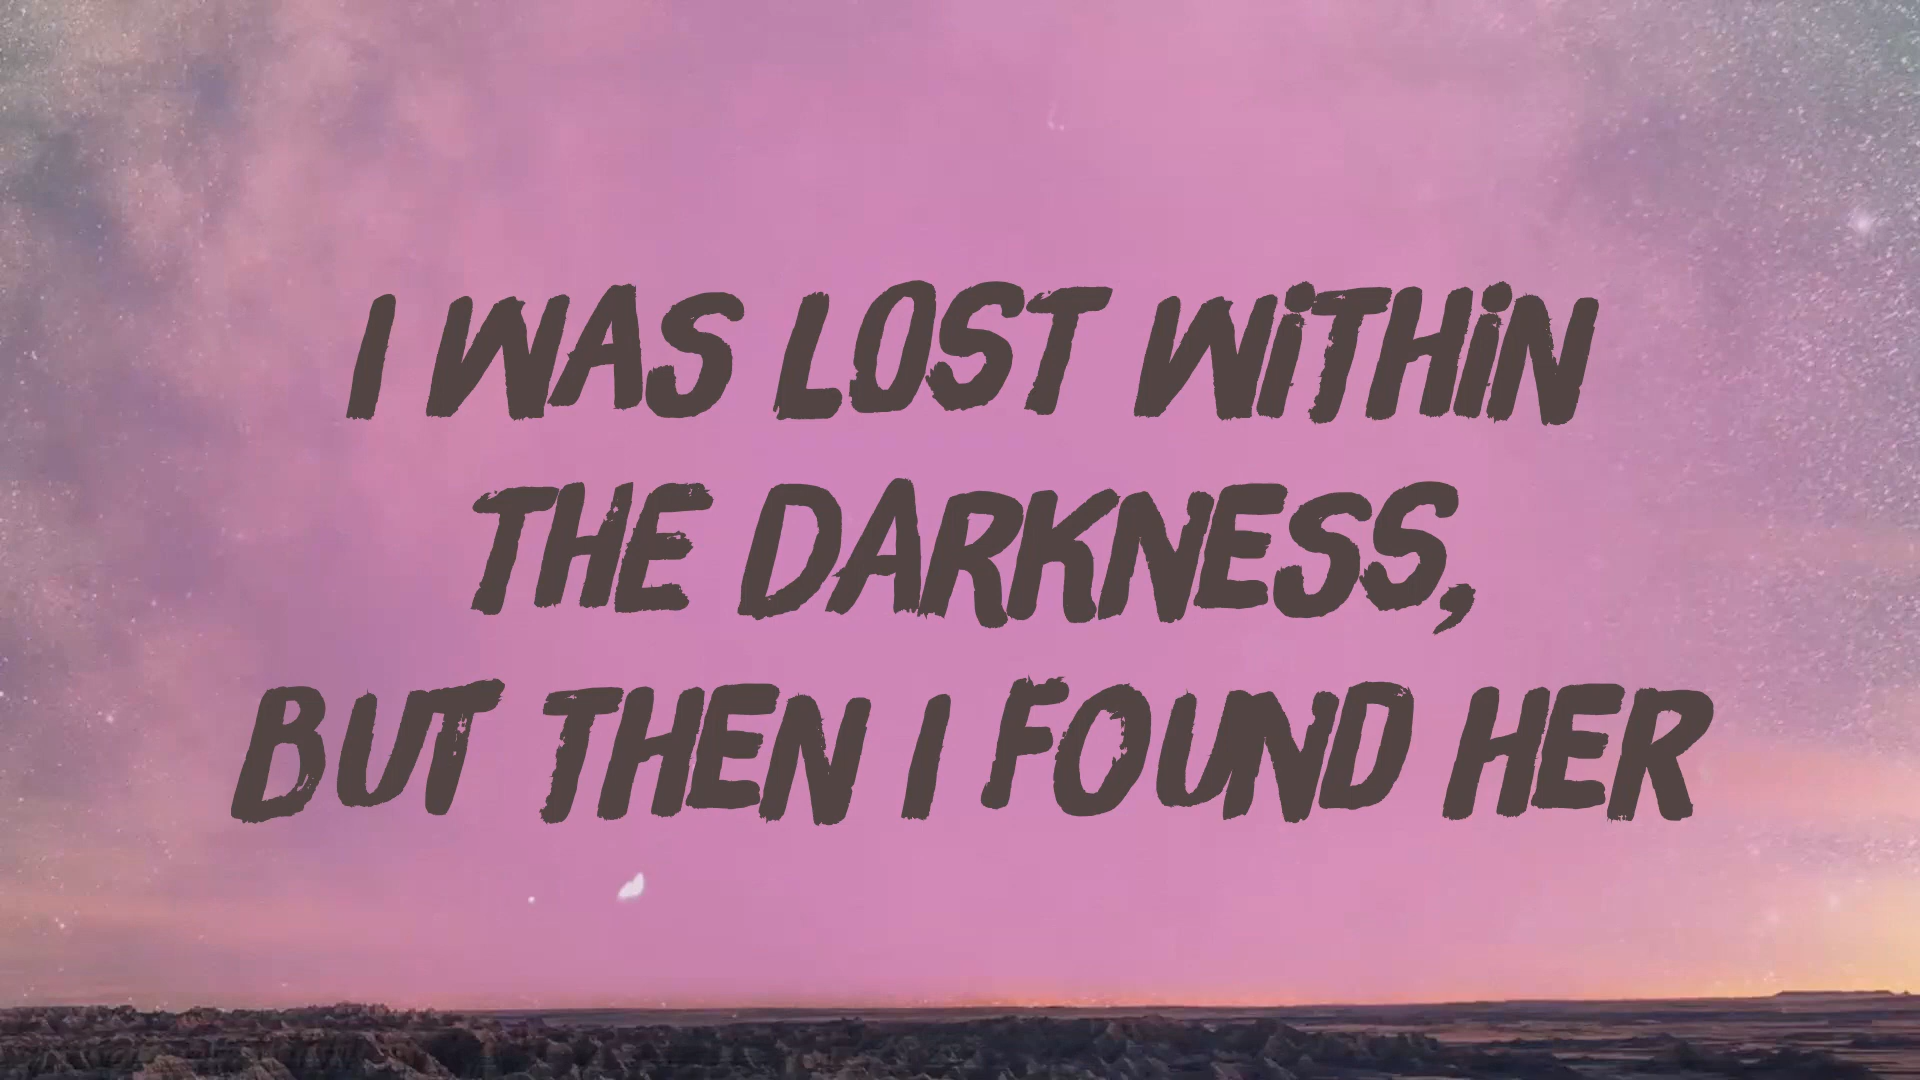 I WAS LOST WITHIN
THE DARKNESS,
BUT THEN I FOUND HER